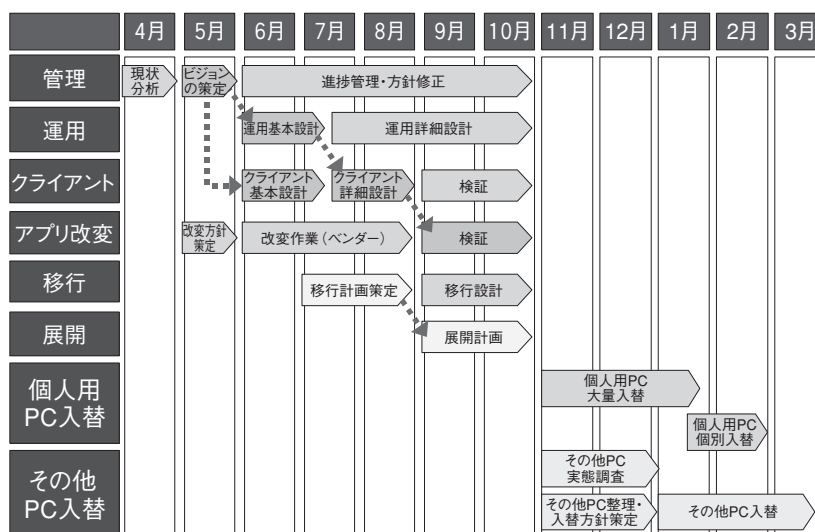 4月 5月 6月 7月 8月 9月 10月 11月 12月 1月 2月 3月
管理
現状
分析
ビジョン
の策定
進捗管理・方針修正
運用
運用基本設計
運用詳細設計
クライアント
クライアント
基本設計
クライアント
詳細設計
検証
アプリ改変
改変方針
策定
改変作業（ベンダー）
検証
移行
移行計画策定
移行設計
展開
展開計画
個人用
PC入替
個人用PC
大量入替
個人用PC
個別入替
その他
PC入替
その他PC
実態調査
その他PC整理・
入替方針策定
その他PC入替